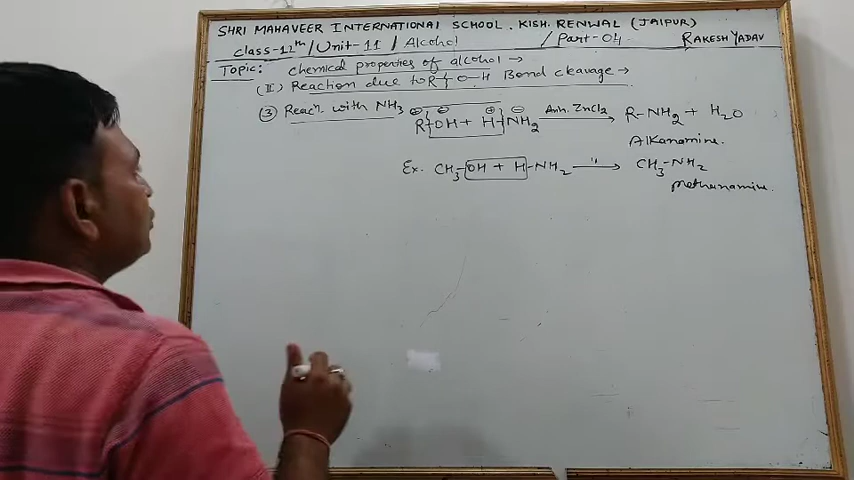 SHRI MAHAVEER INTERNATIONAL SCHOOL. KISH. RENWAL (JAIPUR)
class-12th/Unit-11 / Alcohol / Part-04. RAKESH YADAV
Topic: chemical properties of alcohol →
(II) Reaction due to R⌇O-H Bond cleavage →
③ Reacn. with NH3 R-OH + H-NH2 Anh. ZnCl2 → R-NH2 + H2O
⊕ ⊖ ⊕ ⊖
Alkanamine.
Ex. CH3-OH + H-NH2 —"→ CH3-NH2
Methanamine.